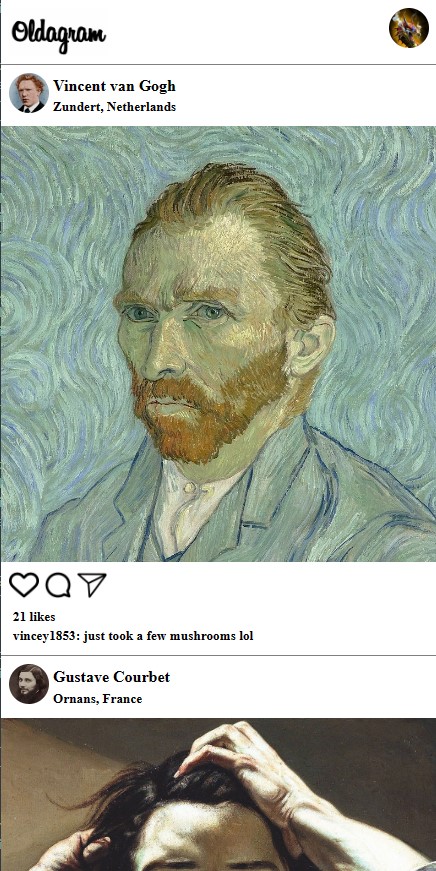 Oldagram
Vincent van Gogh
Zundert, Netherlands
21 likes
vincey1853: just took a few mushrooms lol
Gustave Courbet
Ornans, France